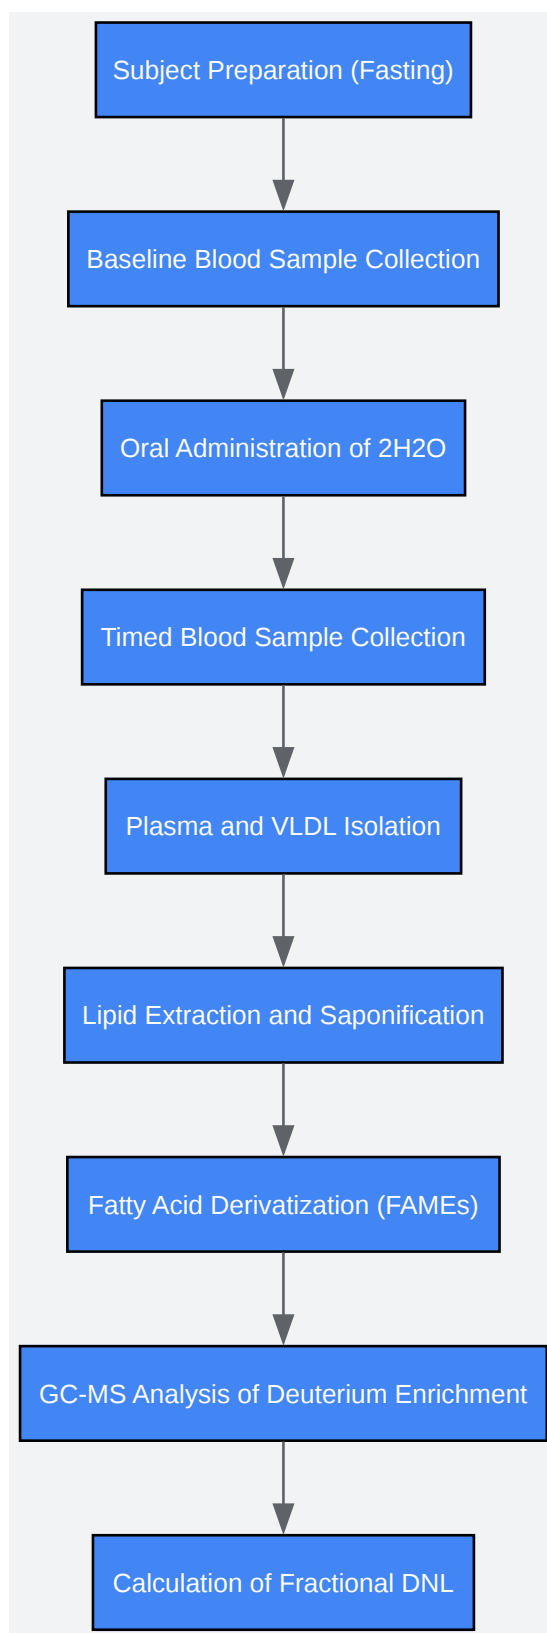 Subject Preparation (Fasting)
Baseline Blood Sample Collection
Oral Administration of 2H2O
Timed Blood Sample Collection
Plasma and VLDL Isolation
Lipid Extraction and Saponification
Fatty Acid Derivatization (FAMEs)
GC-MS Analysis of Deuterium Enrichment
Calculation of Fractional DNL